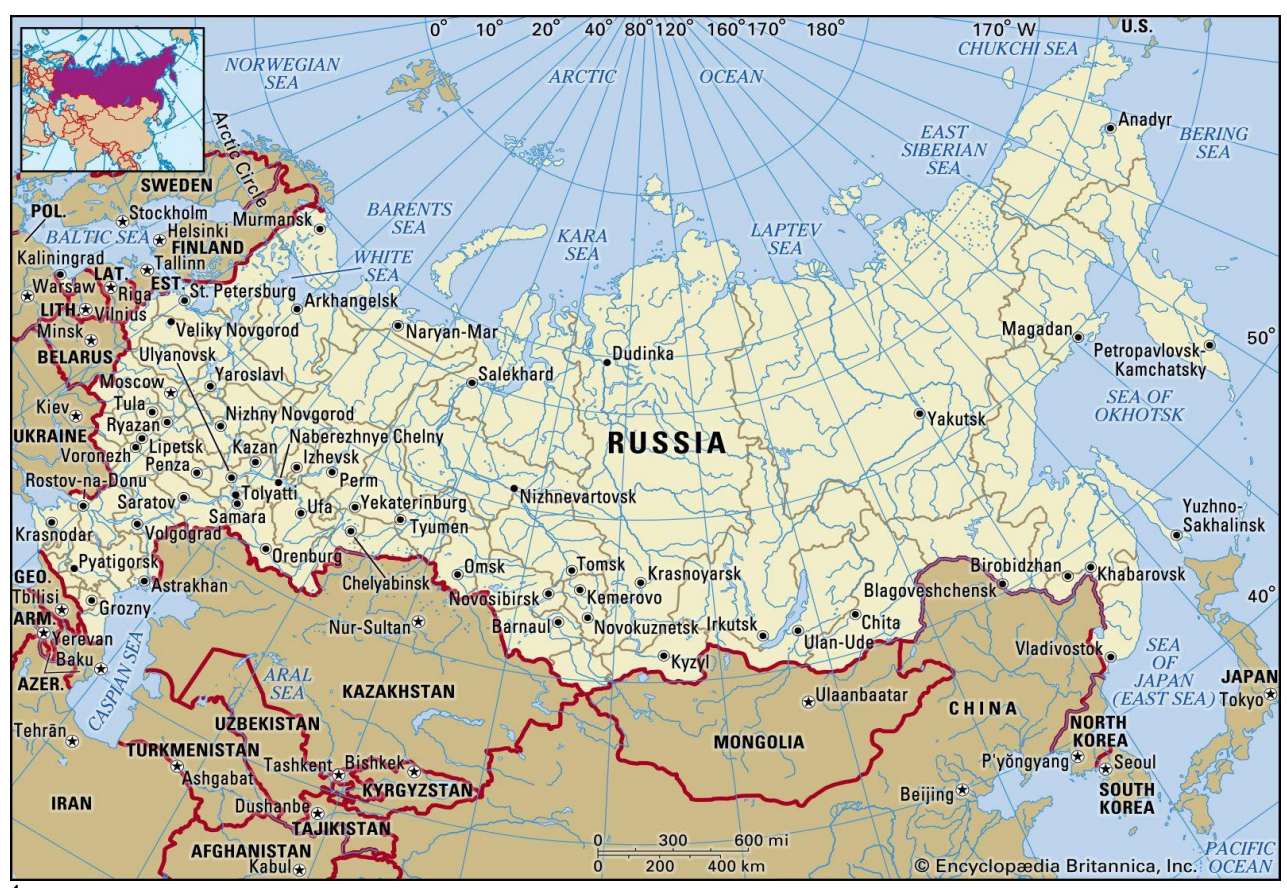 0° 20° 40° 80° 120° 160° 170° 180° 170° W
U.S.
CHUKCHI SEA
NORWEGIAN
SEA
ARCTIC OCEAN
Arctic Circle
Anadyr
EAST
SIBERIAN
SEA
BERING
SEA
SWEDEN
POL.
Stockholm
Murmansk
BARENTS
SEA
Helsinki
BALTIC SEA
FINLAND
KARA
SEA
LAPTEV
SEA
Kaliningrad
Tallinn
WHITE
SEA
LAT.
EST.
Warsaw
Riga
St. Petersburg
Arkhangelsk
LITH.
Vilnius
Minsk
Veliky Novgorod
Naryan-Mar
Magadan
50°
BELARUS
Ulyanovsk
Dudinka
Petropavlovsk-
Kamchatsky
Moscow
Yaroslavl
Salekhard
SEA OF
OKHOTSK
Kiev
Tula
Nizhny Novgorod
Yakutsk
UKRAINE
Ryazan
Naberezhnye Chelny
RUSSIA
Lipetsk
Kazan
Izhevsk
Voronezh
Penza
Perm
Rostov-na-Donu
Tolyatti
Nizhnevartovsk
Saratov
Samara
Ufa
Yekaterinburg
Yuzhno-
Sakhalinsk
Krasnodar
Volgograd
Tyumen
Pyatigorsk
Orenburg
Chelyabinsk
Omsk
Tomsk
Krasnoyarsk
Birobidzhan
Khabarovsk
GEO.
Astrakhan
Novosibirsk
Kemerovo
Blagoveshchensk
40°
Tbilisi
Grozny
Barnaul
Novokuznetsk
Irkutsk
Ulan-Ude
Chita
ARM.
Nur-Sultan
Yerevan
Kyzyl
Vladivostok
SEA
OF
JAPAN
(EAST SEA)
Baku
AZER.
CASPIAN SEA
ARAL
SEA
KAZAKHSTAN
Ulaanbaatar
JAPAN
Tokyo
CHINA
Tehrān
UZBEKISTAN
MONGOLIA
NORTH
KOREA
TURKMENISTAN
Tashkent
Bishkek
P'yŏngyang
Seoul
Ashgabat
KYRGYZSTAN
IRAN
Dushanbe
Beijing
SOUTH
KOREA
TAJIKISTAN
0 300 600 mi
0 200 400 km
AFGHANISTAN
Kabul
PACIFIC
OCEAN
© Encyclopædia Britannica, Inc.